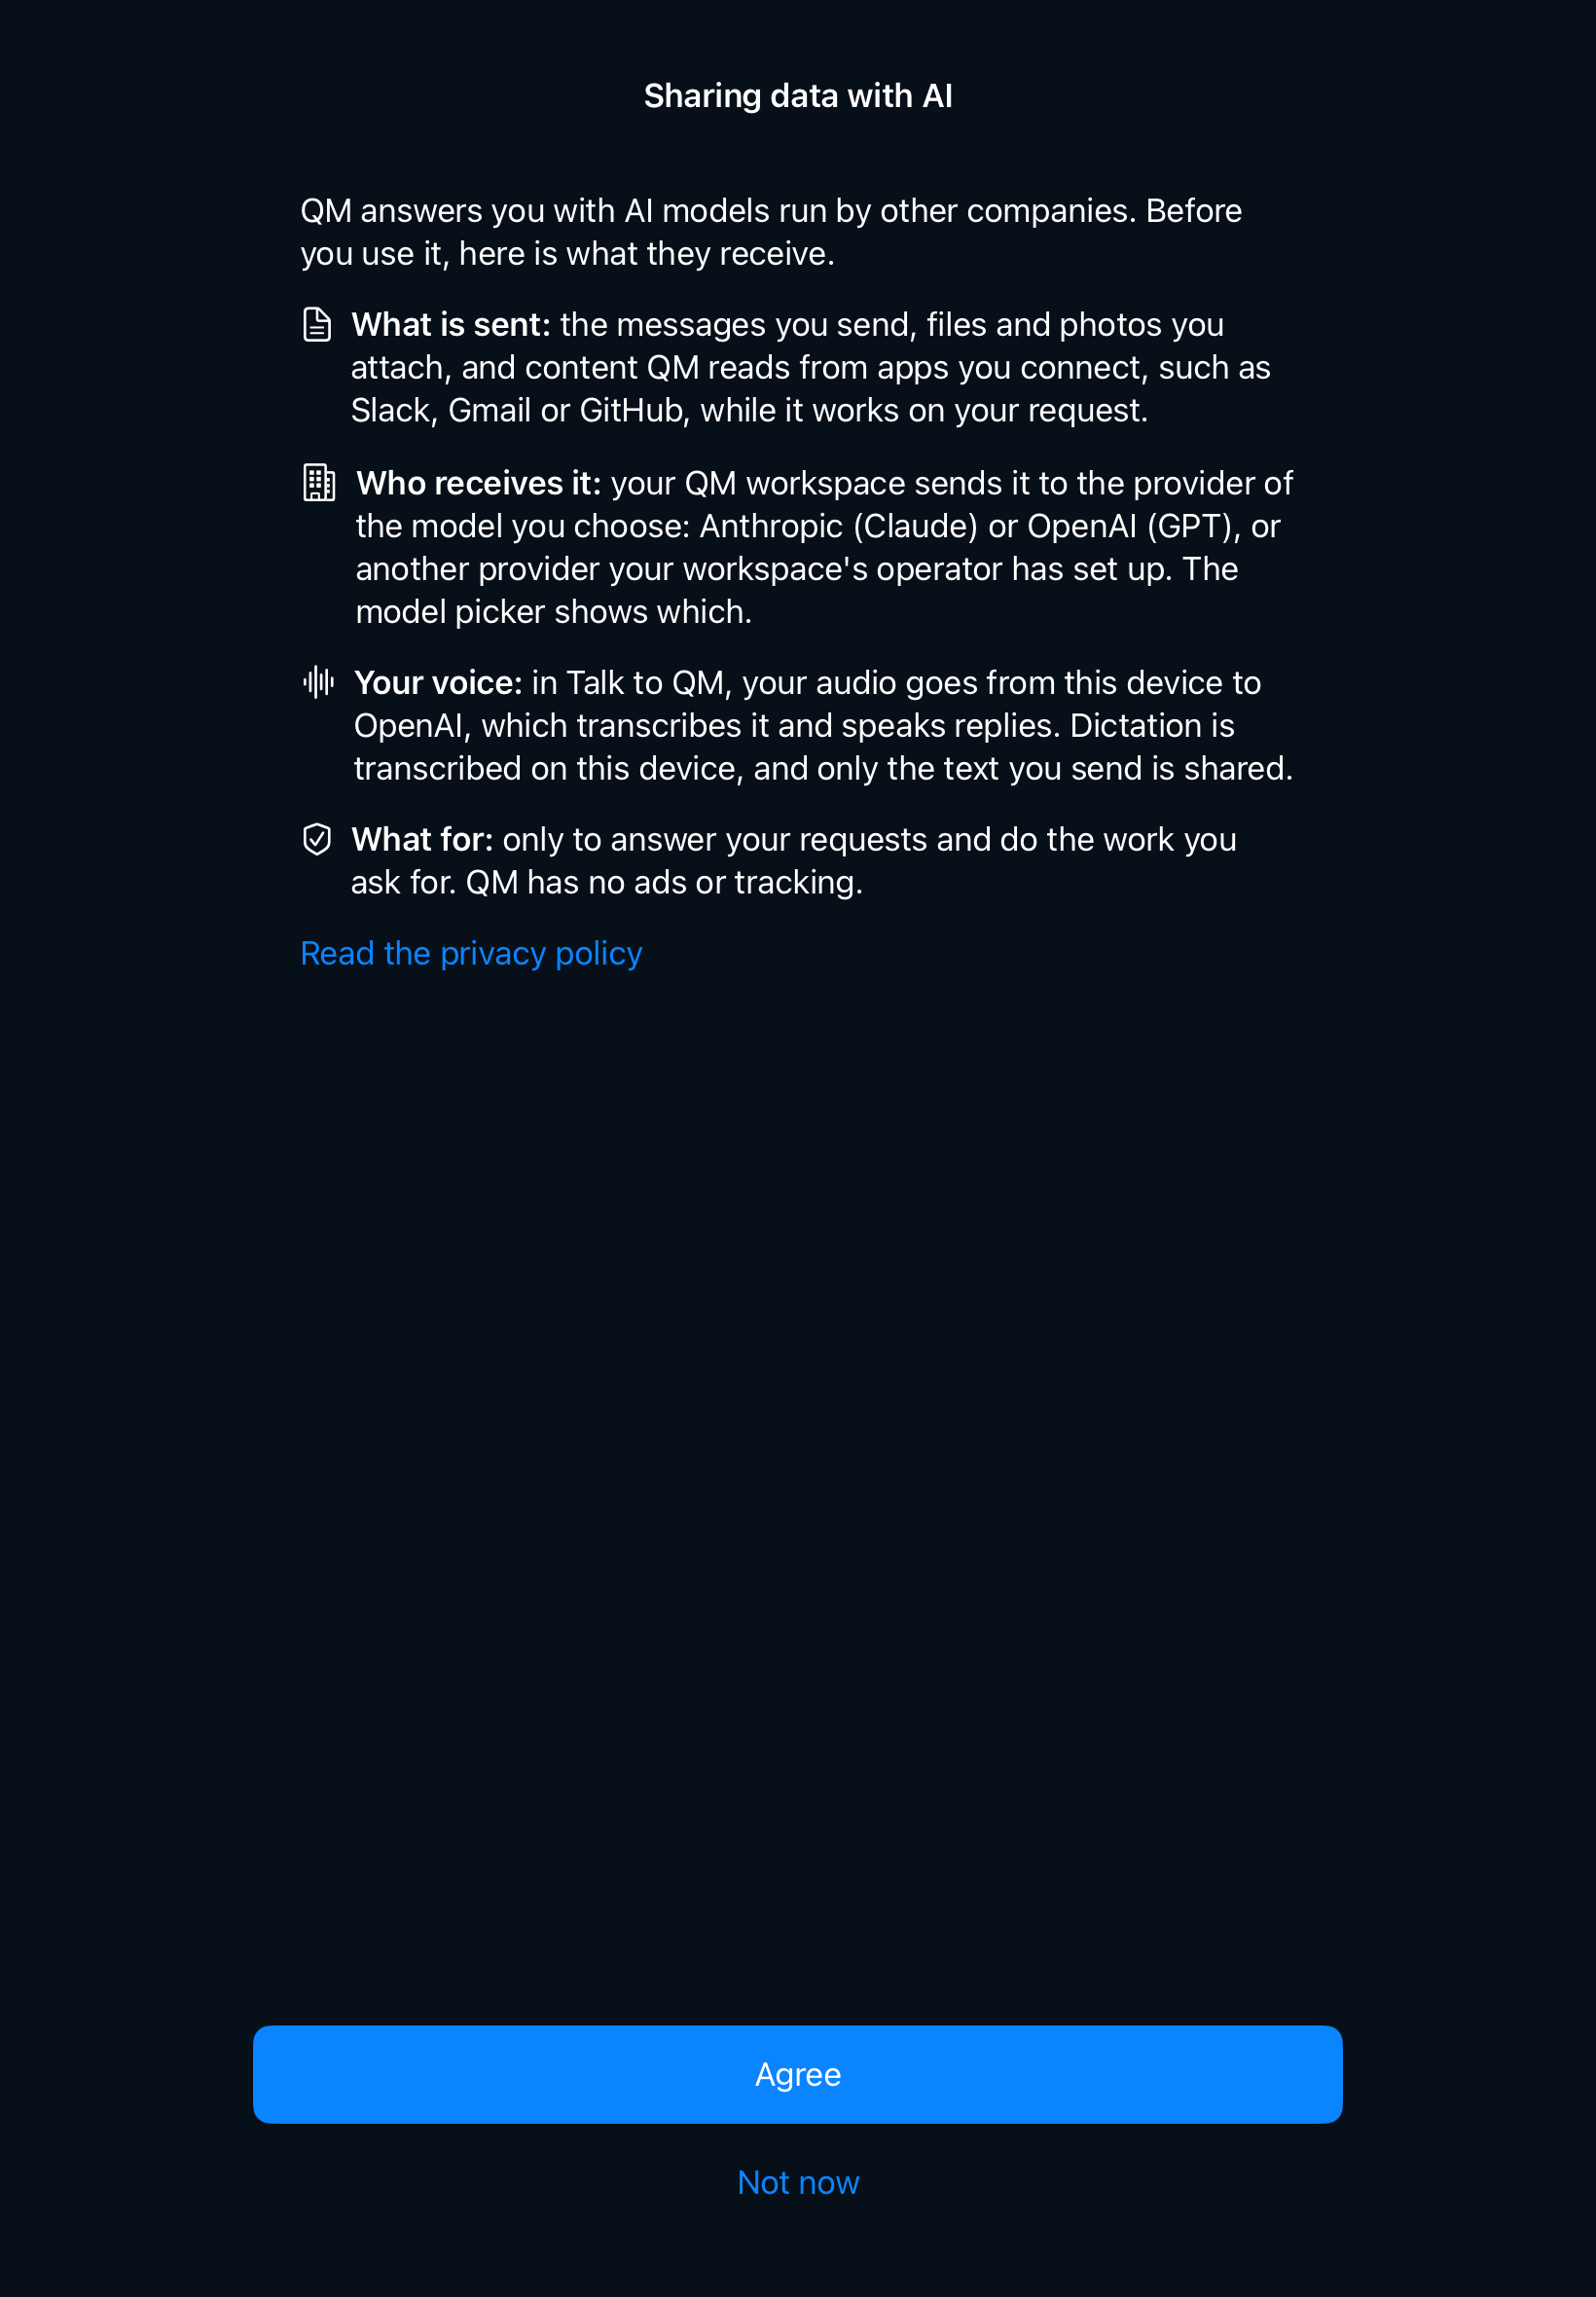 Sharing data with AI
QM answers you with AI models run by other companies. Before
you use it, here is what they receive.
What is sent: the messages you send, files and photos you
attach, and content QM reads from apps you connect, such as
Slack, Gmail or GitHub, while it works on your request.
Who receives it: your QM workspace sends it to the provider of
the model you choose: Anthropic (Claude) or OpenAI (GPT), or
another provider your workspace's operator has set up. The
model picker shows which.
Your voice: in Talk to QM, your audio goes from this device to
OpenAI, which transcribes it and speaks replies. Dictation is
transcribed on this device, and only the text you send is shared.
What for: only to answer your requests and do the work you
ask for. QM has no ads or tracking.
Read the privacy policy
Agree
Not now